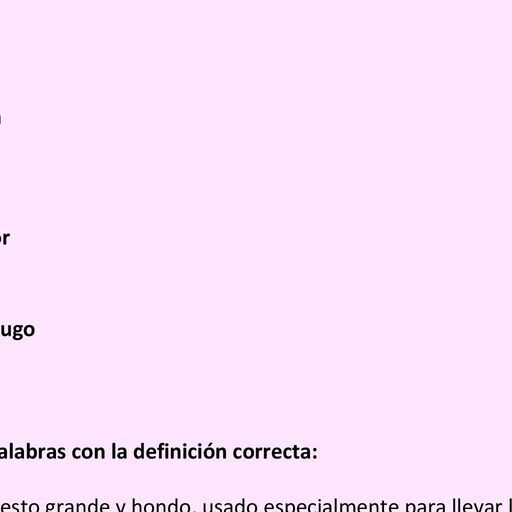 or
ugo
alabras con la definición correcta:
esto grande y hondo, usado especialmente para llevar l